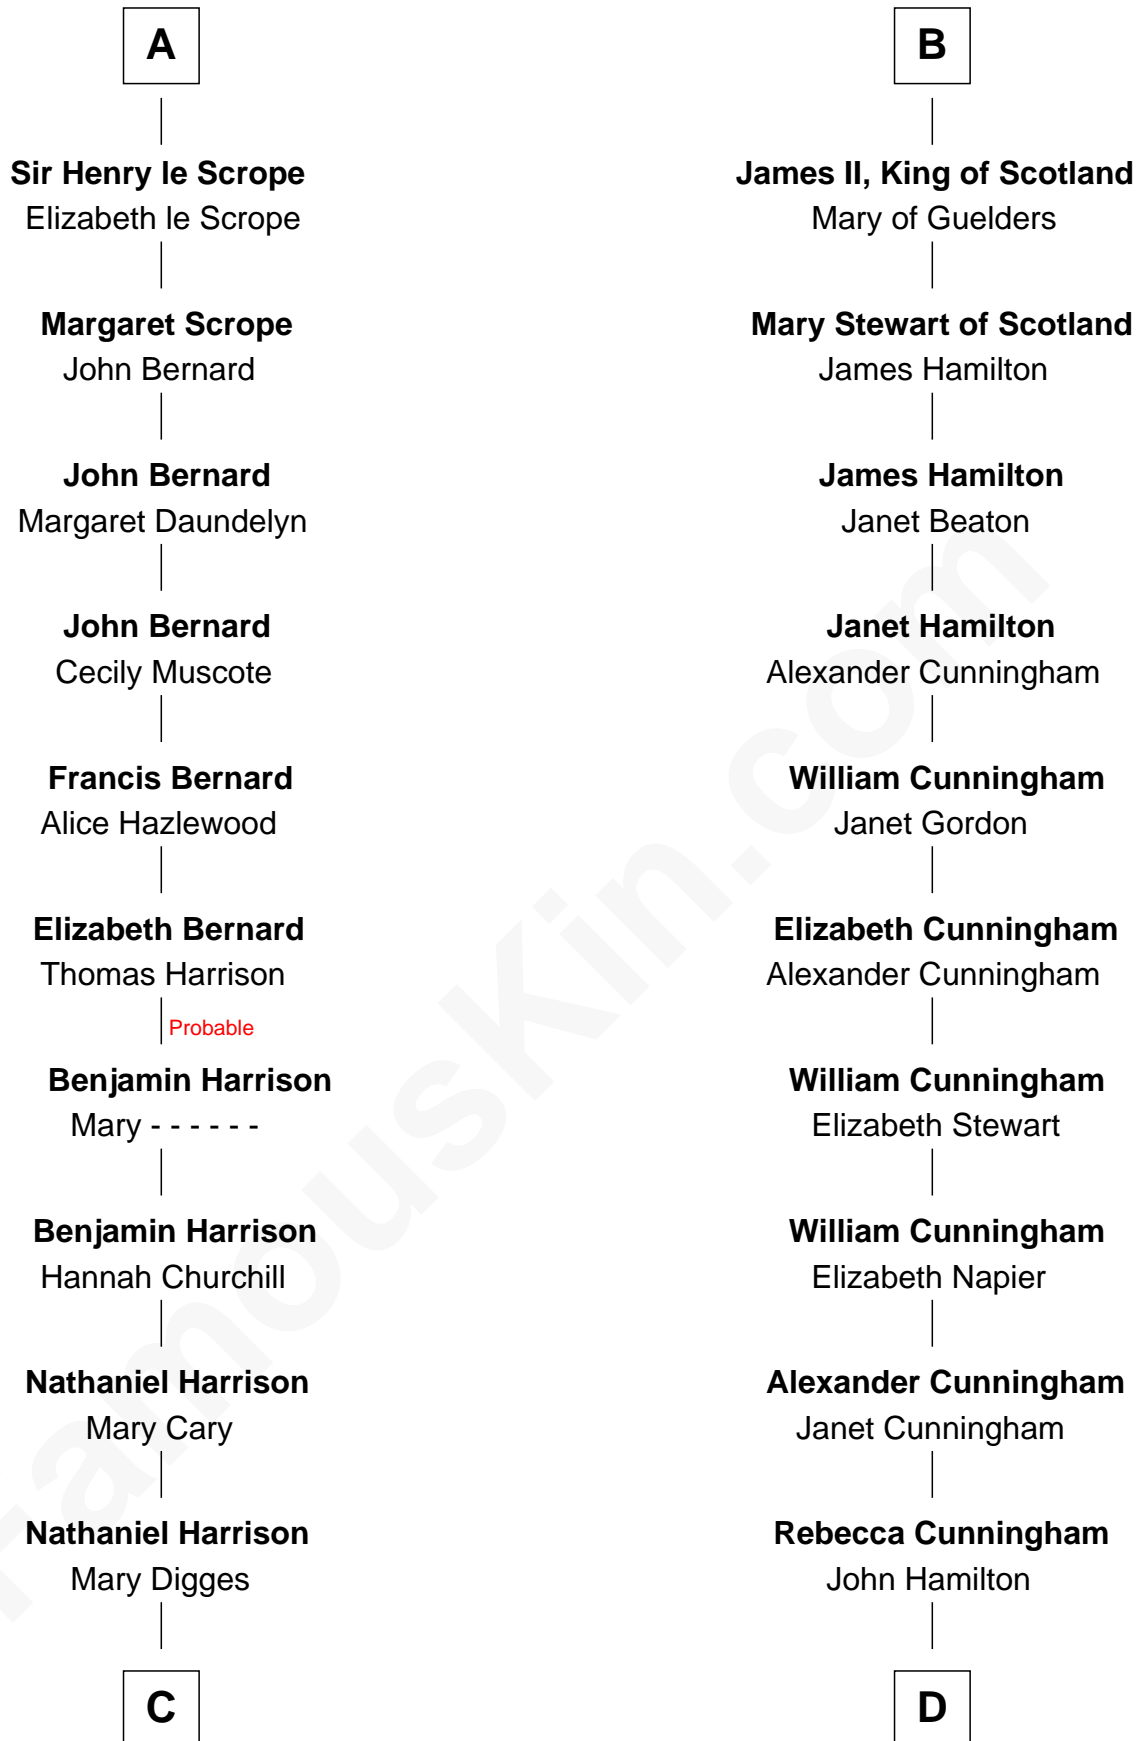 A
Sir Henry le Scrope
Elizabeth le Scrope
Margaret Scrope
John Bernard
John Bernard
Margaret Daundelyn
John Bernard
Cecily Muscote
Francis Bernard
Alice Hazlewood
Elizabeth Bernard
Thomas Harrison
Probable
Benjamin Harrison
Mary - - - - - -
Benjamin Harrison
Hannah Churchill
Nathaniel Harrison
Mary Cary
Nathaniel Harrison
Mary Digges
C
B
James II, King of Scotland
Mary of Guelders
Mary Stewart of Scotland
James Hamilton
James Hamilton
Janet Beaton
Janet Hamilton
Alexander Cunningham
William Cunningham
Janet Gordon
Elizabeth Cunningham
Alexander Cunningham
William Cunningham
Elizabeth Stewart
William Cunningham
Elizabeth Napier
Alexander Cunningham
Janet Cunningham
Rebecca Cunningham
John Hamilton
D
FamousKin.com